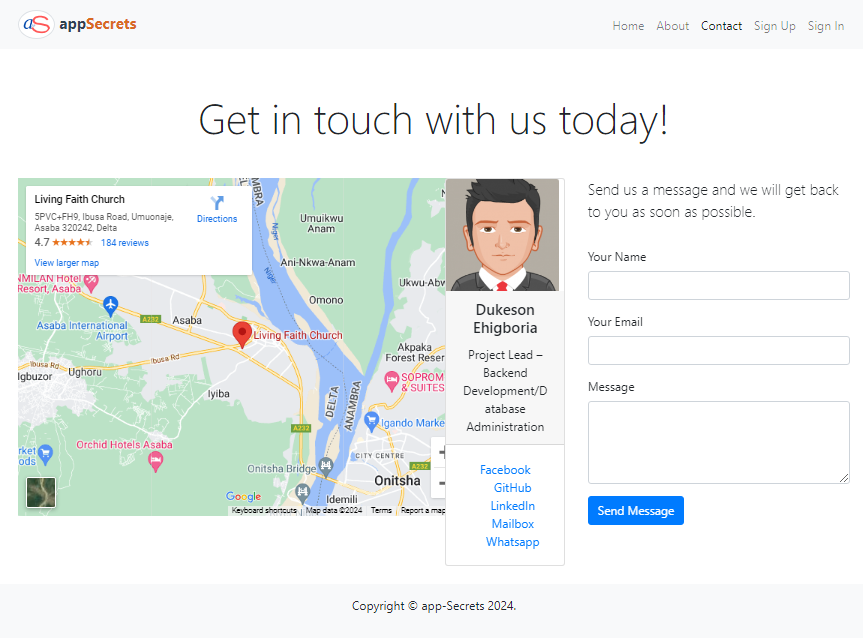 aS appSecrets
Home About Contact Sign Up Sign In
Get in touch with us today!
Living Faith Church
5PVC+FH9, Ibusa Road, Umuonaje,
Asaba 320242, Delta
4.7 184 reviews
View larger map
Directions
NMILAN Hotel
Resort, Asaba
Asaba International
Airport
A232
Asaba
Living Faith Church
Ibusa Rd
Ibusa Rd
Igbuzor
Ughoru
Iyiba
Orchid Hotels Asaba
Umuikwu
Anam
Ani-Nkwa-Anam
Omono
Niger
Niger
Akpaka
Forest Reser
SOPROM
& SUITES
DELTA
ANAMBRA
Igando Marke
A232
CITY CENTRE
A232
Onitsha Bridge
Onitsha
Idemili
Google
Keyboard shortcuts
Map data ©2024
Terms
Report a map
Dukeson
Ehigboria
Project Lead –
Backend
Development/D
atabase
Administration
Facebook
GitHub
LinkedIn
Mailbox
Whatsapp
Send us a message and we will get back
to you as soon as possible.
Your Name
Your Email
Message
Send Message
Copyright © app-Secrets 2024.